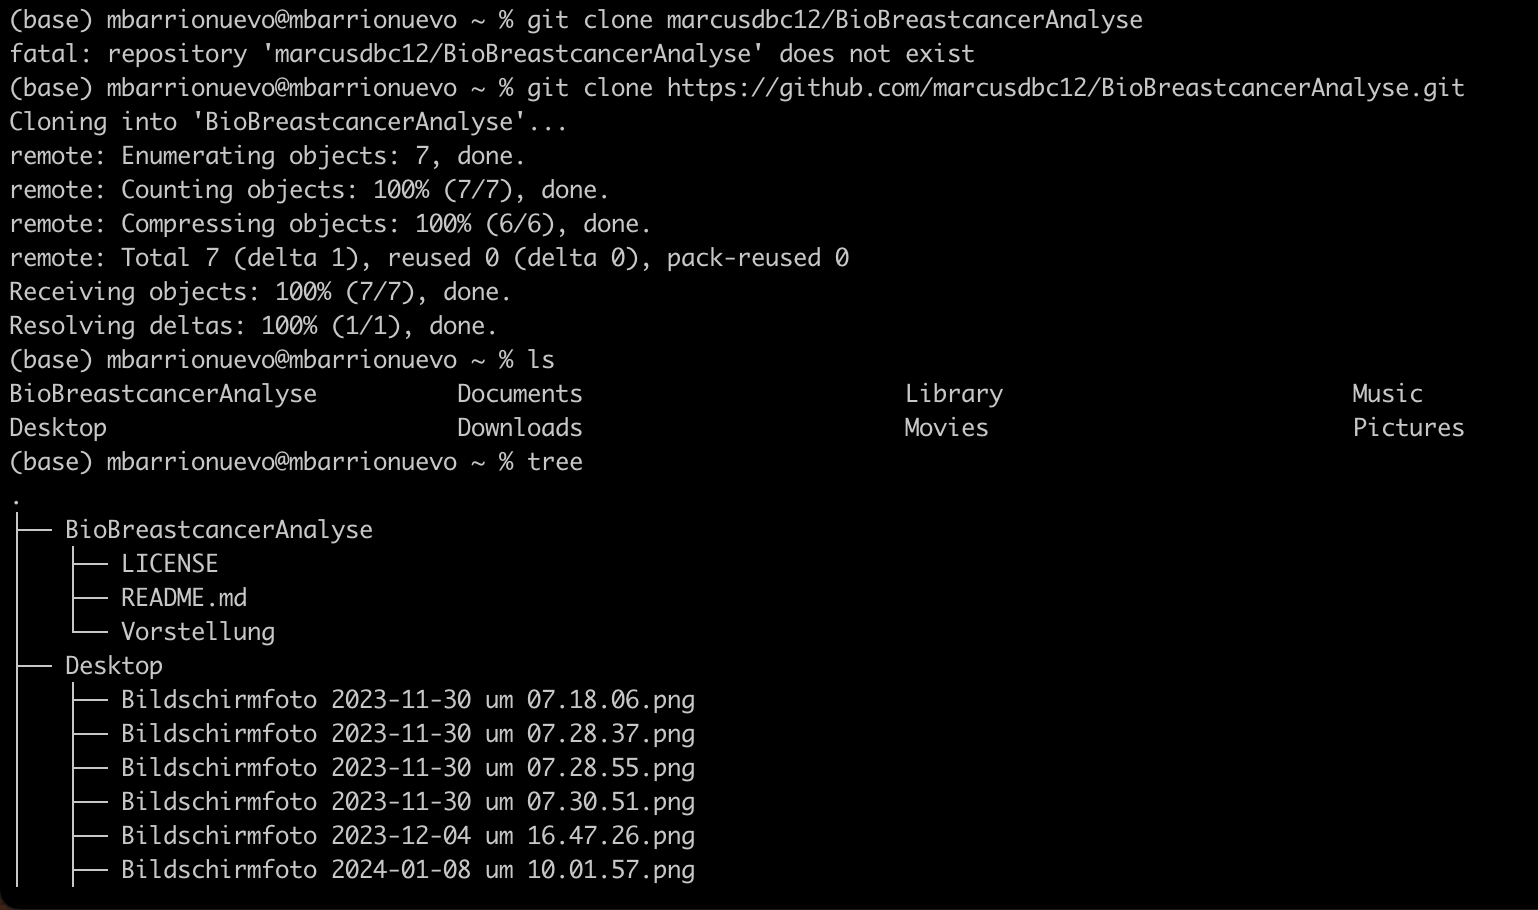 (base) mbarrionuevo@mbarrionuevo ~ % git clone marcusdbc12/BioBreastcancerAnalyse
fatal: repository 'marcusdbc12/BioBreastcancerAnalyse' does not exist
(base) mbarrionuevo@mbarrionuevo ~ % git clone https://github.com/marcusdbc12/BioBreastcancerAnalyse.git
Cloning into 'BioBreastcancerAnalyse'...
remote: Enumerating objects: 7, done.
remote: Counting objects: 100% (7/7), done.
remote: Compressing objects: 100% (6/6), done.
remote: Total 7 (delta 1), reused 0 (delta 0), pack-reused 0
Receiving objects: 100% (7/7), done.
Resolving deltas: 100% (1/1), done.
(base) mbarrionuevo@mbarrionuevo ~ % ls
BioBreastcancerAnalyse          Documents                       Library                         Music
Desktop                         Downloads                       Movies                          Pictures
(base) mbarrionuevo@mbarrionuevo ~ % tree
.
├── BioBreastcancerAnalyse
│   ├── LICENSE
│   ├── README.md
│   └── Vorstellung
├── Desktop
│   ├── Bildschirmfoto 2023-11-30 um 07.18.06.png
│   ├── Bildschirmfoto 2023-11-30 um 07.28.37.png
│   ├── Bildschirmfoto 2023-11-30 um 07.28.55.png
│   ├── Bildschirmfoto 2023-11-30 um 07.30.51.png
│   ├── Bildschirmfoto 2023-12-04 um 16.47.26.png
│   ├── Bildschirmfoto 2024-01-08 um 10.01.57.png